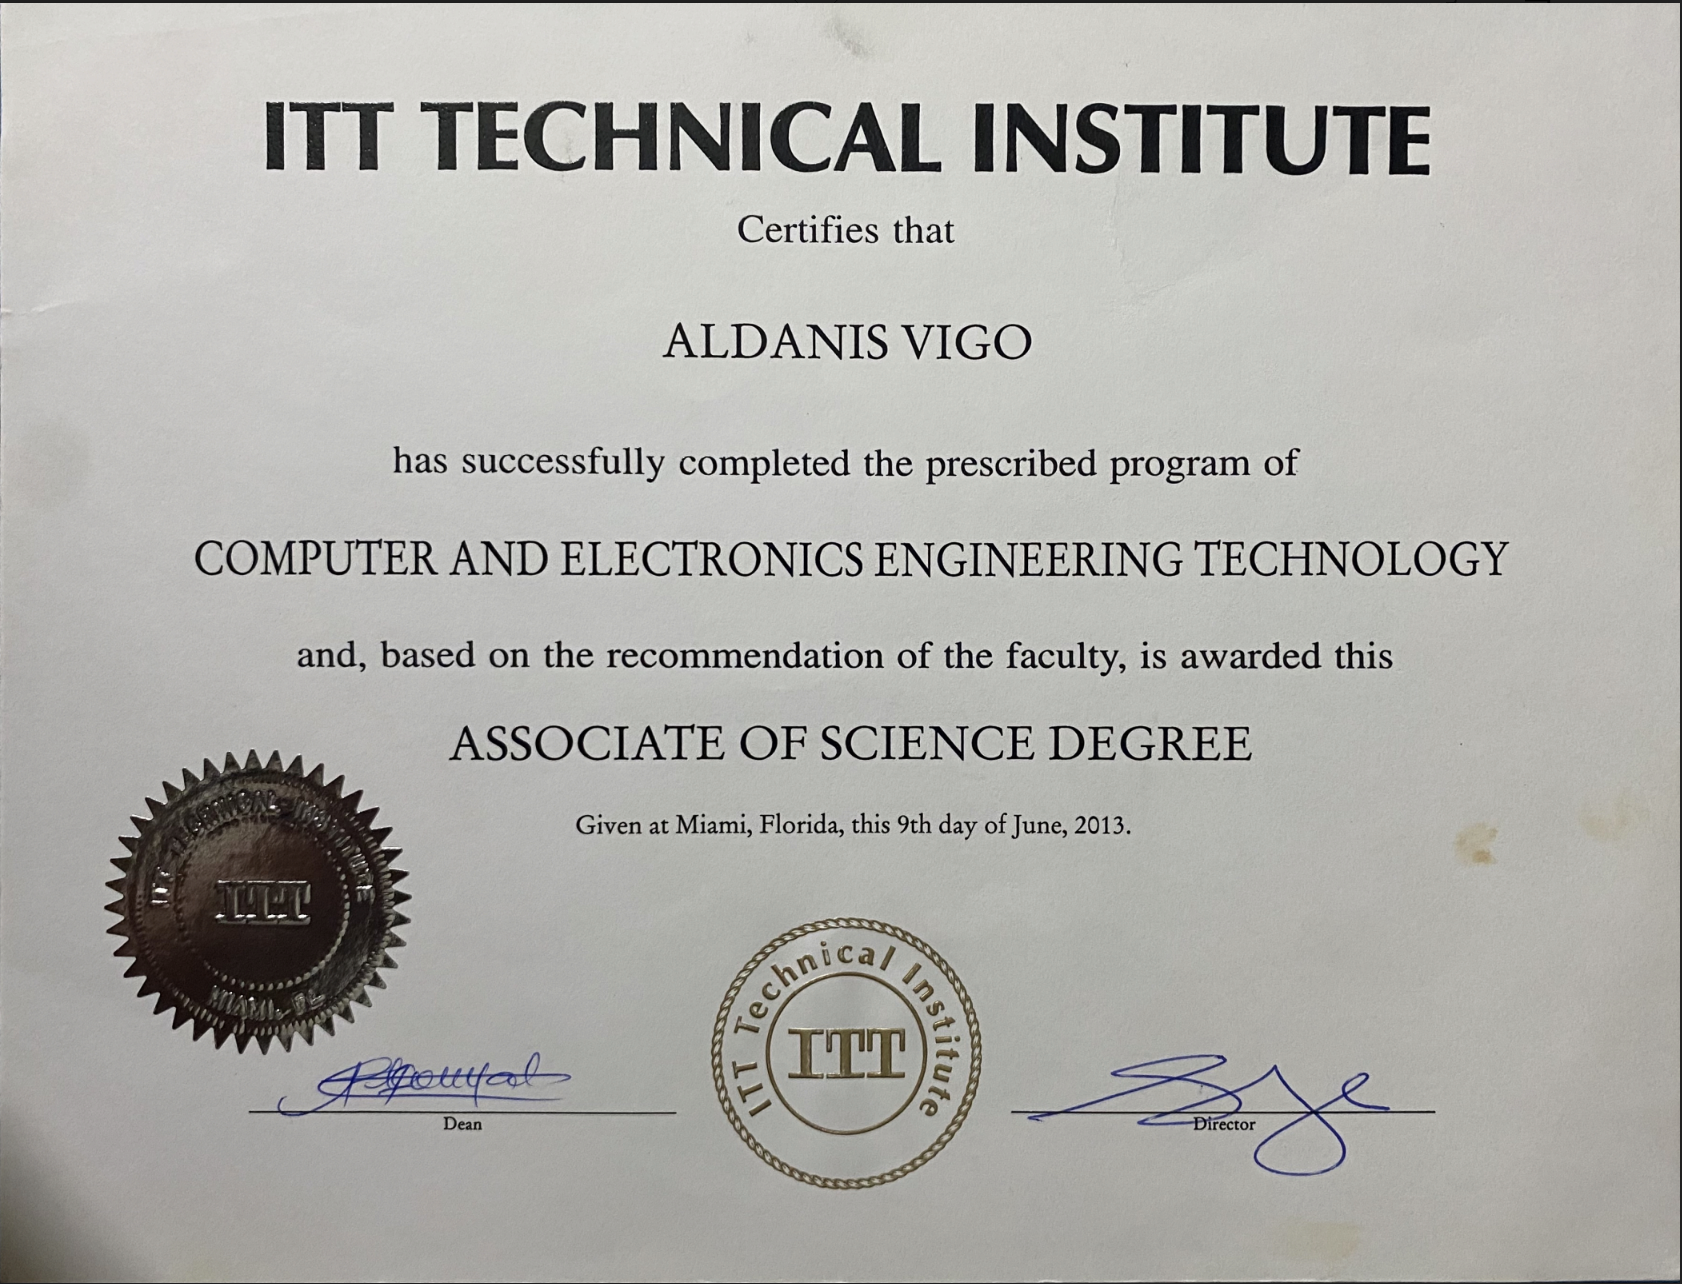 ITT TECHNICAL INSTITUTE
Certifies that
ALDANIS VIGO
has successfully completed the prescribed program of
COMPUTER AND ELECTRONICS ENGINEERING TECHNOLOGY
and, based on the recommendation of the faculty, is awarded this
ASSOCIATE OF SCIENCE DEGREE
Given at Miami, Florida, this 9th day of June, 2013.
ITT TECHNICAL INSTITUTE
ITT
MIAMI, FL
ITT Technical Institute
ITT
Dean
Director